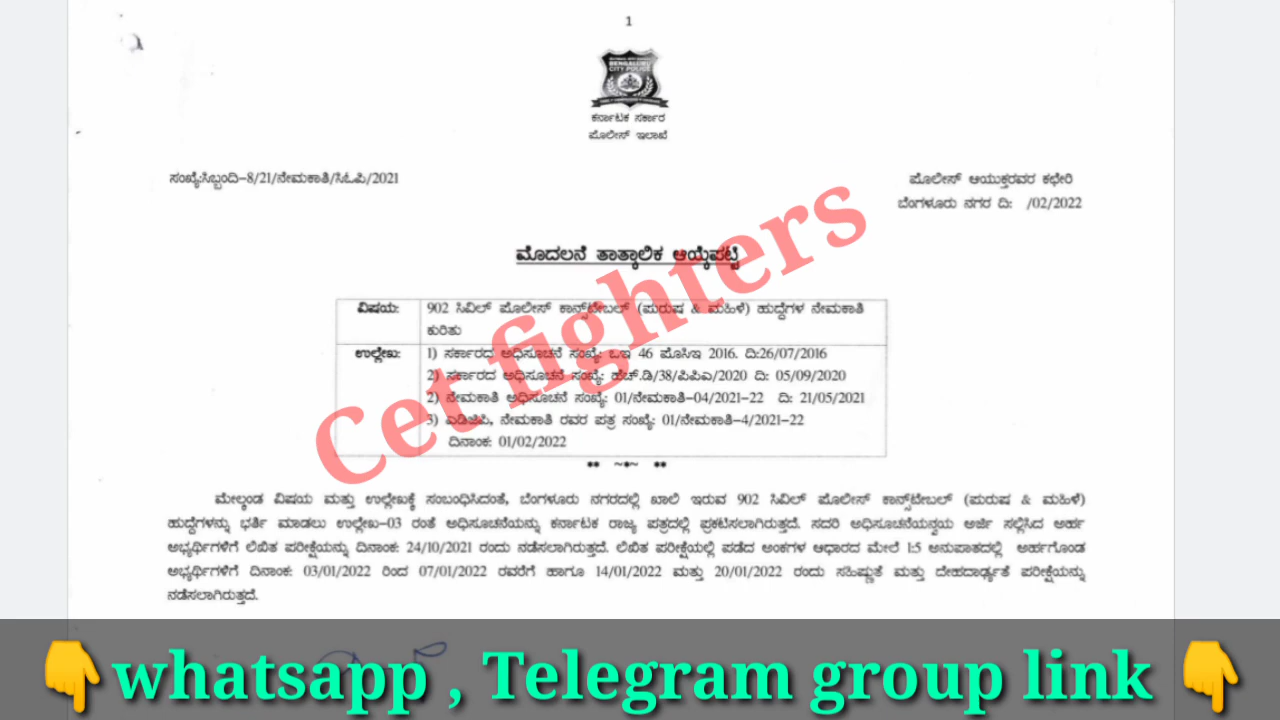 1
BENGALURU
CITY POLICE
ಕರ್ನಾಟಕ ಸರ್ಕಾರ
ಪೊಲೀಸ್ ಇಲಾಖೆ
ಸಂಖ್ಯೆ:ಸಿಬ್ಬಂದಿ-8/21/ನೇಮಕಾತಿ/ಸಿಓಪಿ/2021
ಪೊಲೀಸ್ ಆಯುಕ್ತರವರ ಕಛೇರಿ
ಬೆಂಗಳೂರು ನಗರ ದಿ: /02/2022
ಮೊದಲನೆ ತಾತ್ಕಾಲಿಕ ಆಯ್ಕೆಪಟ್ಟಿ
ವಿಷಯ: 902 ಸಿವಿಲ್ ಪೊಲೀಸ್ ಕಾನ್ಸ್‌ಟೇಬಲ್ (ಪುರುಷ & ಮಹಿಳೆ) ಹುದ್ದೆಗಳ ನೇಮಕಾತಿ
ಕುರಿತು
ಉಲ್ಲೇಖ: 1) ಸರ್ಕಾರದ ಅಧಿಸೂಚನೆ ಸಂಖ್ಯೆ: ಒಇ 46 ಪೊಸಿಇ 2016. ದಿ:26/07/2016
2) ಸರ್ಕಾರದ ಅಧಿಸೂಚನೆ ಸಂಖ್ಯೆ: ಹೆಚ್.ಡಿ/38/ಪಿಪಿಎ/2020 ದಿ: 05/09/2020
2) ನೇಮಕಾತಿ ಅಧಿಸೂಚನೆ ಸಂಖ್ಯೆ: 01/ನೇಮಕಾತಿ-04/2021-22 ದಿ: 21/05/2021
3) ಎಡಿಜಿಪಿ, ನೇಮಕಾತಿ ರವರ ಪತ್ರ ಸಂಖ್ಯೆ: 01/ನೇಮಕಾತಿ-4/2021-22
ದಿನಾಂಕ: 01/02/2022
** ~*~ **
ಮೇಲ್ಕಂಡ ವಿಷಯ ಮತ್ತು ಉಲ್ಲೇಖಕ್ಕೆ ಸಂಬಂಧಿಸಿದಂತೆ, ಬೆಂಗಳೂರು ನಗರದಲ್ಲಿ ಖಾಲಿ ಇರುವ 902 ಸಿವಿಲ್ ಪೊಲೀಸ್ ಕಾನ್ಸ್‌ಟೇಬಲ್ (ಪುರುಷ & ಮಹಿಳೆ)
ಹುದ್ದೆಗಳನ್ನು ಭರ್ತಿ ಮಾಡಲು ಉಲ್ಲೇಖ-03 ರಂತೆ ಅಧಿಸೂಚನೆಯನ್ನು ಕರ್ನಾಟಕ ರಾಜ್ಯ ಪತ್ರದಲ್ಲಿ ಪ್ರಕಟಿಸಲಾಗಿರುತ್ತದೆ. ಸದರಿ ಅಧಿಸೂಚನೆಯನ್ವಯ ಅರ್ಜಿ ಸಲ್ಲಿಸಿದ ಅರ್ಹ
ಅಭ್ಯರ್ಥಿಗಳಿಗೆ ಲಿಖಿತ ಪರೀಕ್ಷೆಯನ್ನು ದಿನಾಂಕ: 24/10/2021 ರಂದು ನಡೆಸಲಾಗಿರುತ್ತದೆ. ಲಿಖಿತ ಪರೀಕ್ಷೆಯಲ್ಲಿ ಪಡೆದ ಅಂಕಗಳ ಆಧಾರದ ಮೇಲೆ 1:5 ಅನುಪಾತದಲ್ಲಿ ಅರ್ಹಗೊಂಡ
ಅಭ್ಯರ್ಥಿಗಳಿಗೆ ದಿನಾಂಕ: 03/01/2022 ರಿಂದ 07/01/2022 ರವರೆಗೆ ಹಾಗೂ 14/01/2022 ಮತ್ತು 20/01/2022 ರಂದು ಸಹಿಷ್ಣುತೆ ಮತ್ತು ದೇಹದಾರ್ಢ್ಯತೆ ಪರೀಕ್ಷೆಯನ್ನು
ನಡೆಸಲಾಗಿರುತ್ತದೆ.
Cet fighters
👇whatsapp , Telegram group link 👇